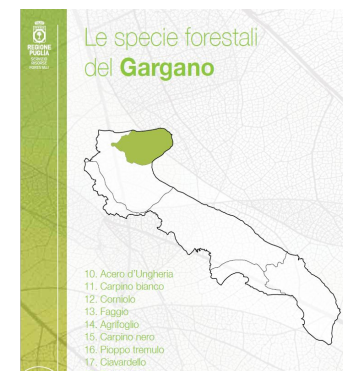 REGIONE
PUGLIA
Le specie forestali
del Gargano
10. Acero d'Ungheria
11. Carpino bianco
12. Corniolo
13. Faggio
14. Agrifoglio
15. Carpino nero
16. Pioppo tremulo
17. Ciavardello